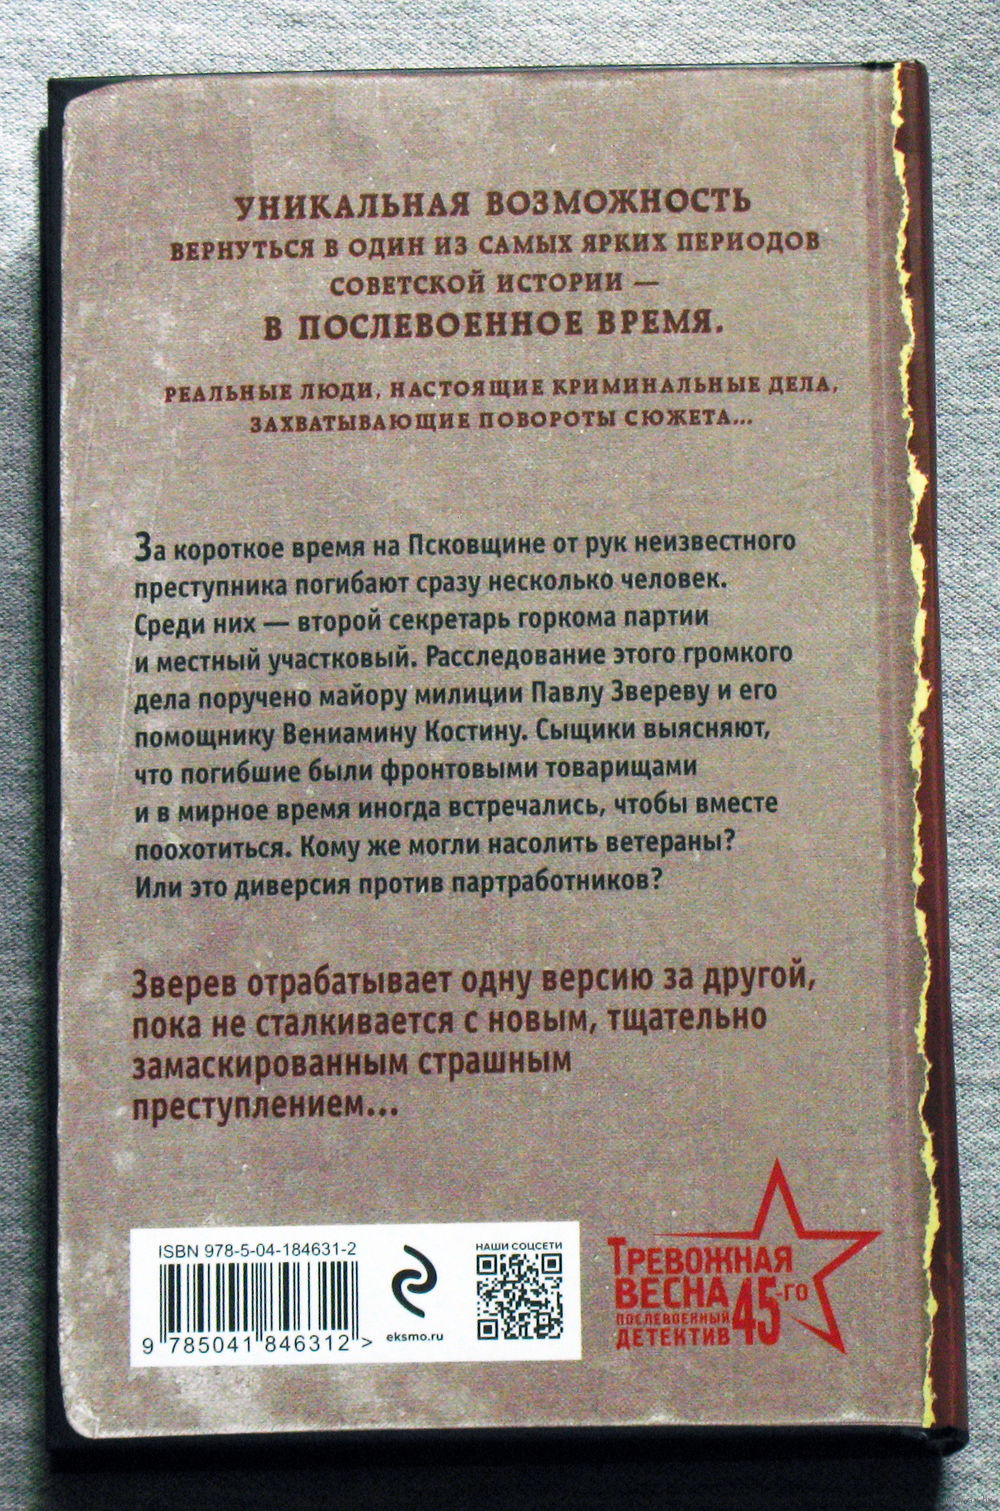 УНИКАЛЬНАЯ ВОЗМОЖНОСТЬ
ВЕРНУТЬСЯ В ОДИН ИЗ САМЫХ ЯРКИХ ПЕРИОДОВ
СОВЕТСКОЙ ИСТОРИИ —
В ПОСЛЕВОЕННОЕ ВРЕМЯ.
РЕАЛЬНЫЕ ЛЮДИ, НАСТОЯЩИЕ КРИМИНАЛЬНЫЕ ДЕЛА,
ЗАХВАТЫВАЮЩИЕ ПОВОРОТЫ СЮЖЕТА...
За короткое время на Псковщине от рук неизвестного
преступника погибают сразу несколько человек.
Среди них — второй секретарь горкома партии
и местный участковый. Расследование этого громкого
дела поручено майору милиции Павлу Звереву и его
помощнику Вениамину Костину. Сыщики выясняют,
что погибшие были фронтовыми товарищами
и в мирное время иногда встречались, чтобы вместе
поохотиться. Кому же могли насолить ветераны?
Или это диверсия против партработников?
Зверев отрабатывает одну версию за другой,
пока не сталкивается с новым, тщательно
замаскированным страшным
преступлением...
ISBN 978-5-04-184631-2
9 785041 846312 >
eksmo.ru
НАШИ СОЦСЕТИ
ТРЕВОЖНАЯ
ВЕСНА 45-го
ПОСЛЕВОЕННЫЙ
ДЕТЕКТИВ